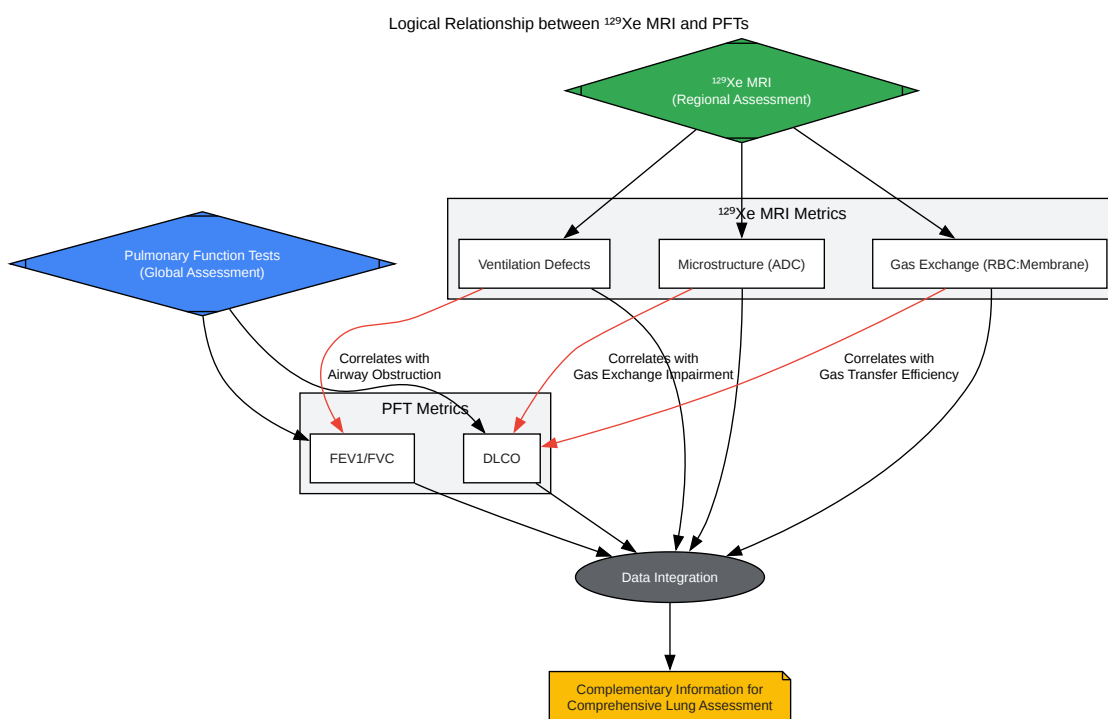 Logical Relationship between ¹²⁹Xe MRI and PFTs
¹²⁹Xe MRI
(Regional Assessment)
¹²⁹Xe MRI Metrics
Pulmonary Function Tests
(Global Assessment)
Ventilation Defects
Microstructure (ADC)
Gas Exchange (RBC:Membrane)
Correlates with
Airway Obstruction
Correlates with
Gas Exchange Impairment
Correlates with
Gas Transfer Efficiency
PFT Metrics
FEV1/FVC
DLCO
Data Integration
Complementary Information for
Comprehensive Lung Assessment